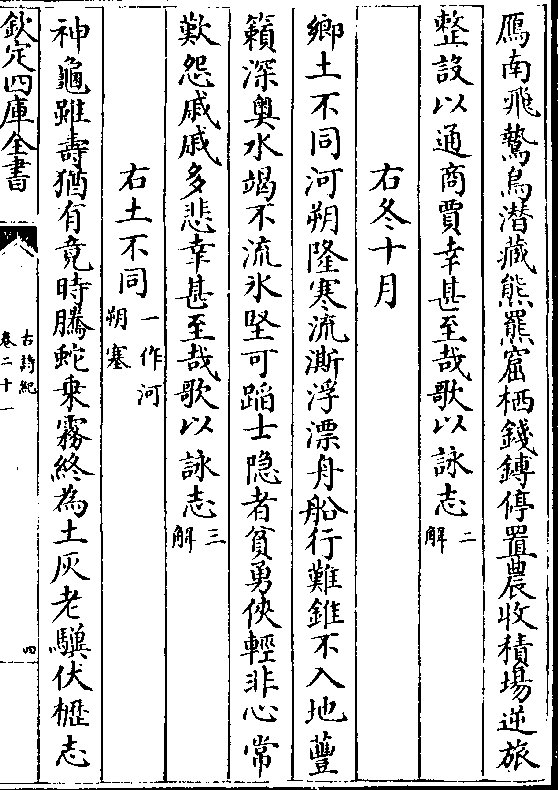 鴈南飛鷙鳥潛藏熊羆窟栖錢鎛停置農收積場逆旅
整設以通商賈幸甚至哉歌以詠志二解
右冬十月
鄉土不同河朔隆寒流澌浮漂舟船行難錐不入地蘴
籟深奧水竭不流氷堅可蹈士隱者貧勇俠輕非心常
歎怨戚戚多悲幸甚至哉歌以詠志三解
右土不同一作河朔寒
神龜雖壽猶有竟時騰蛇乗霧終為土灰老驥伏櫪志
欽定四庫全書
古詩紀
卷二十一
四